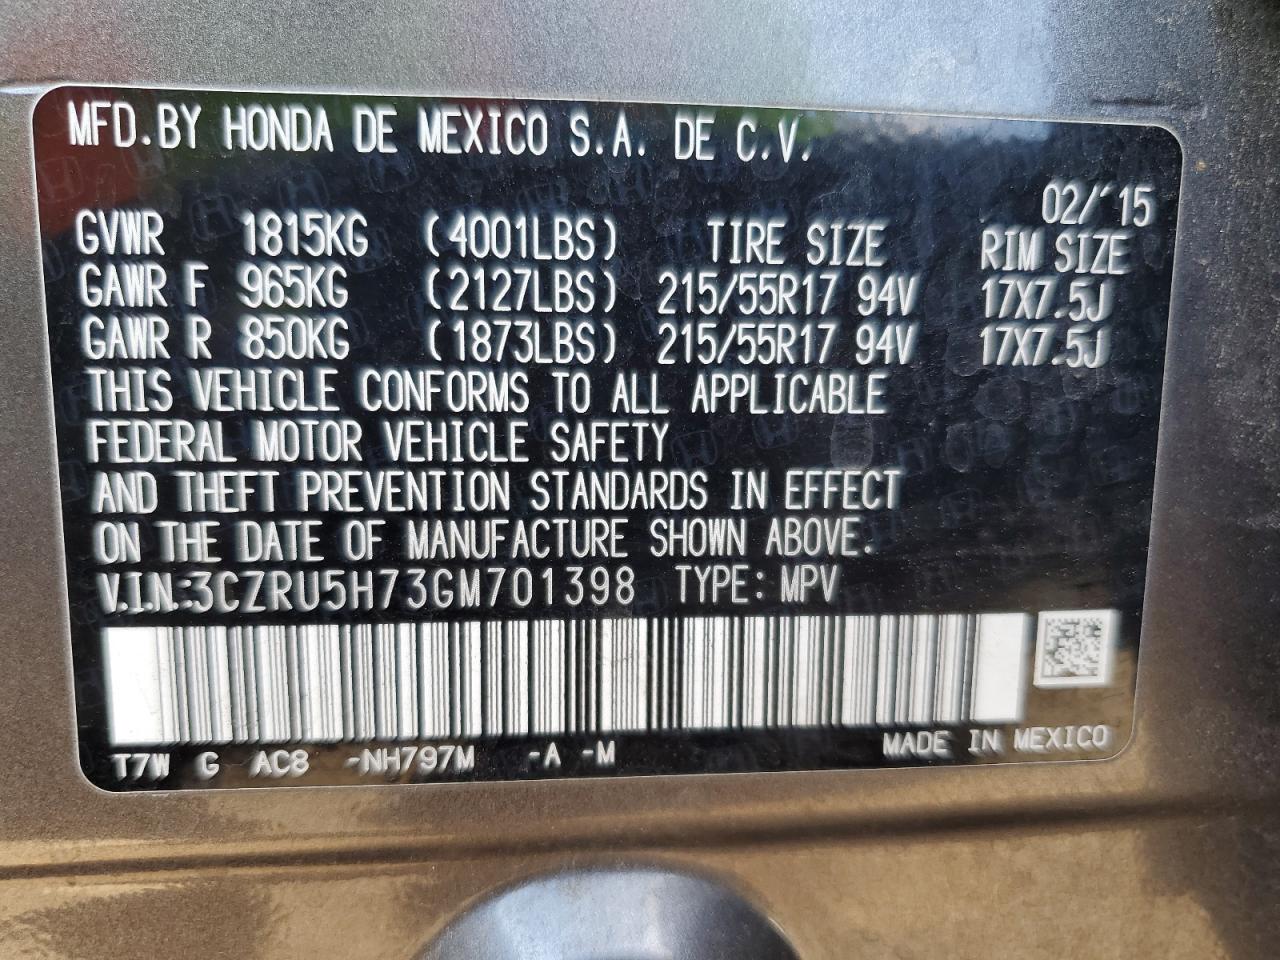 MFD.BY HONDA DE MEXICO S.A. DE C.V.
02/'15
GVWR 1815KG (4001LBS) TIRE SIZE RIM SIZE
GAWR F 965KG (2127LBS) 215/55R17 94V 17X7.5J
GAWR R 850KG (1873LBS) 215/55R17 94V 17X7.5J
THIS VEHICLE CONFORMS TO ALL APPLICABLE
FEDERAL MOTOR VEHICLE SAFETY
AND THEFT PREVENTION STANDARDS IN EFFECT
ON THE DATE OF MANUFACTURE SHOWN ABOVE.
V.I.N.:3CZRU5H73GM701398 TYPE: MPV
T7W G AC8 -NH797M -A -M MADE IN MEXICO